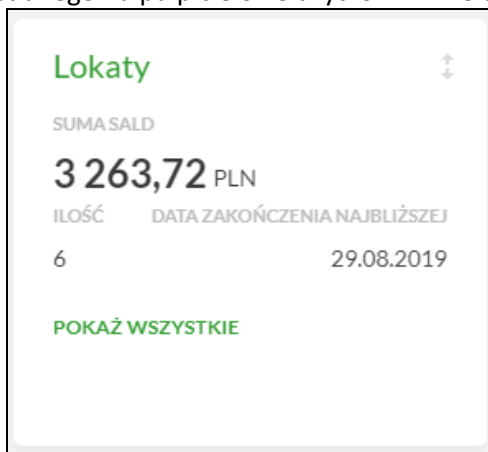 Lokaty
SUMA SALD
3 263,72 PLN
ILOŚĆ DATA ZAKOŃCZENIA NAJBLIŻSZEJ
6 29.08.2019
POKAŻ WSZYSTKIE